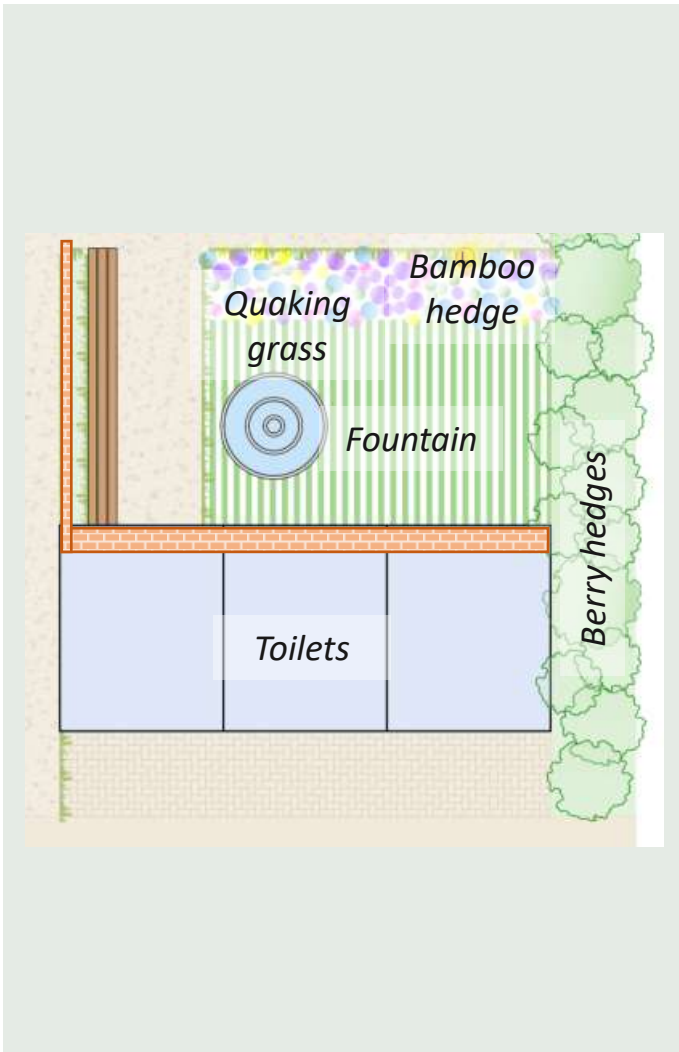 Bamboo
hedge
Quaking
grass
Fountain
Berry hedges
Toilets